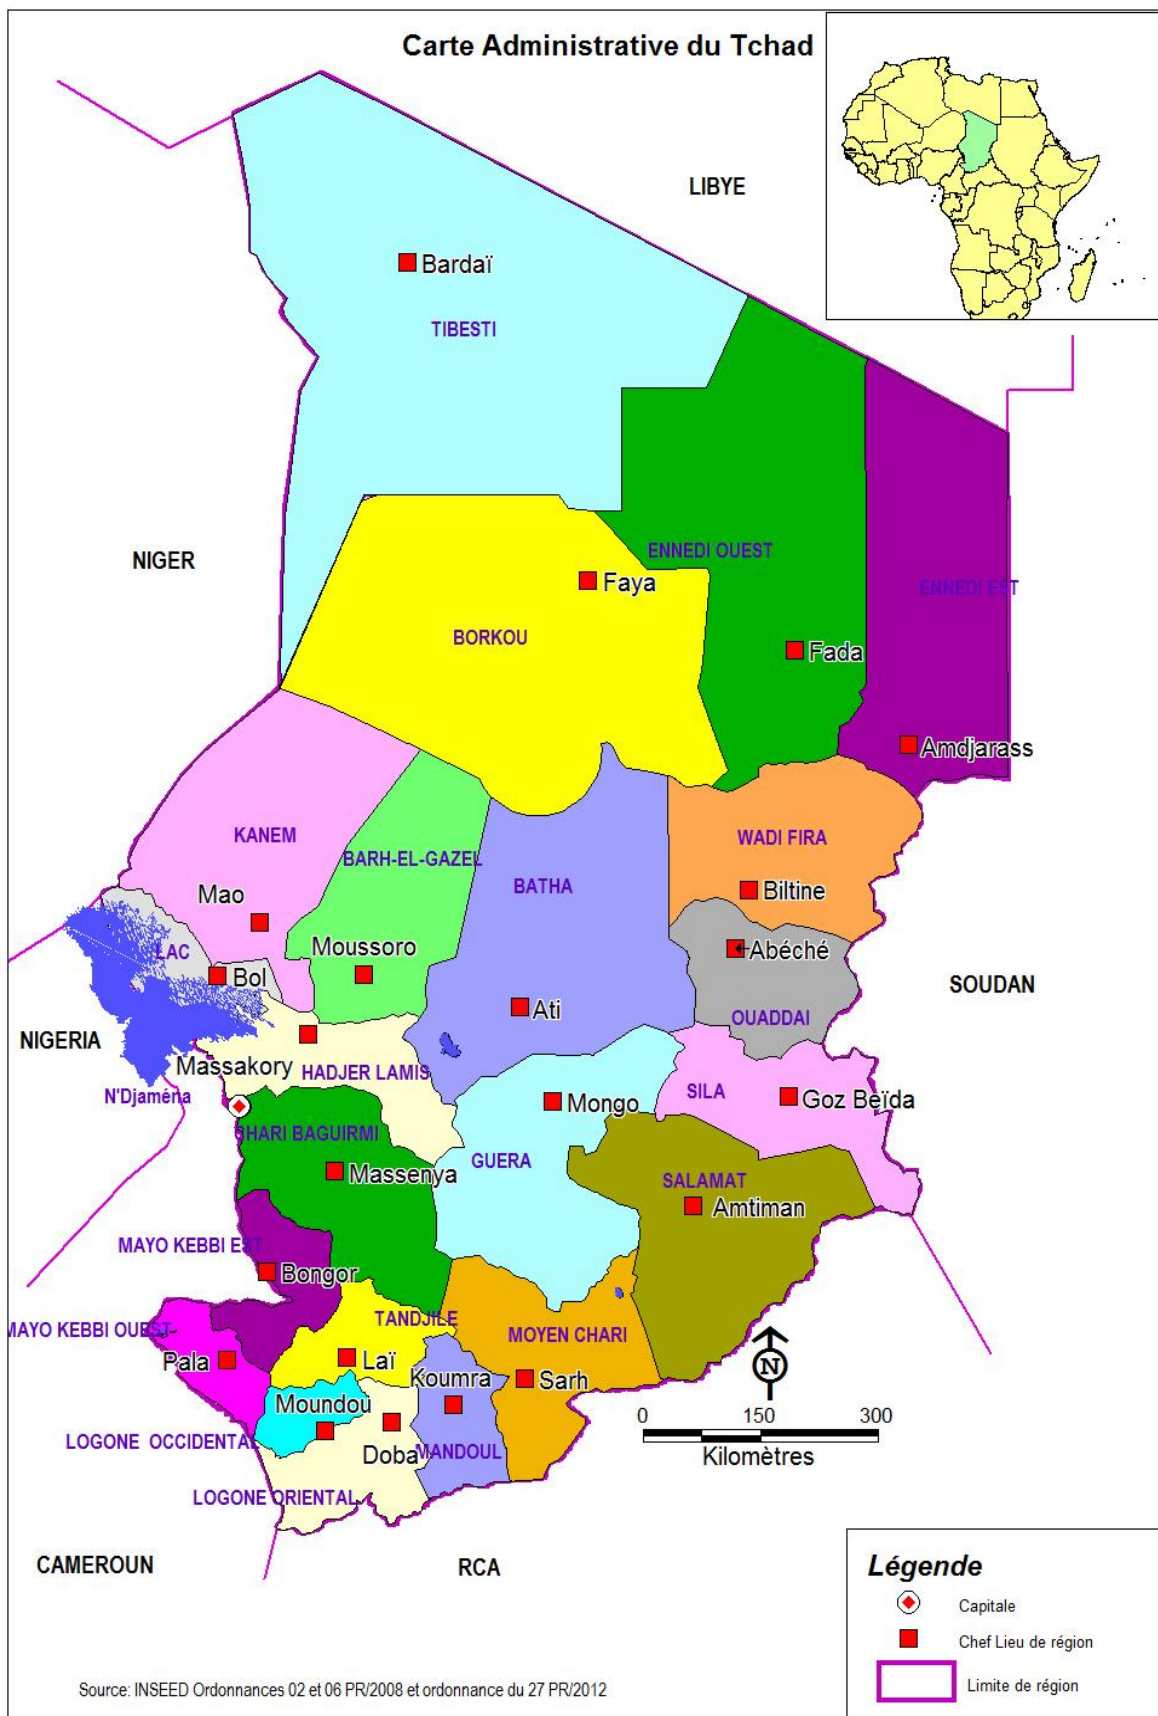 Carte Administrative du Tchad
LIBYE
Bardaï
TIBESTI
NIGER
ENNEDI OUEST
Faya
ENNEDI EST
BORKOU
Fada
Amdjarass
KANEM
BARH-EL-GAZEL
WADI FIRA
BATHA
Biltine
Mao
LAC
Moussoro
Abéché
Bol
SOUDAN
Ati
OUADDAI
NIGERIA
Massakory
HADJER LAMIS
N'Djaména
SILA
Goz Beïda
Mongo
CHARI BAGUIRMI
GUERA
Massenya
SALAMAT
Amtiman
MAYO KEBBI EST
Bongor
TANDJILE
MAYO KEBBI OUEST
MOYEN CHARI
N
Pala
Laï
Koumra
Sarh
Moundou
0 150 300
Kilomètres
LOGONE OCCIDENTAL
Doba
MANDOUL
LOGONE ORIENTAL
CAMEROUN
RCA
Légende
Capitale
Chef Lieu de région
Limite de région
Source: INSEED Ordonnances 02 et 06 PR/2008 et ordonnance du 27 PR/2012